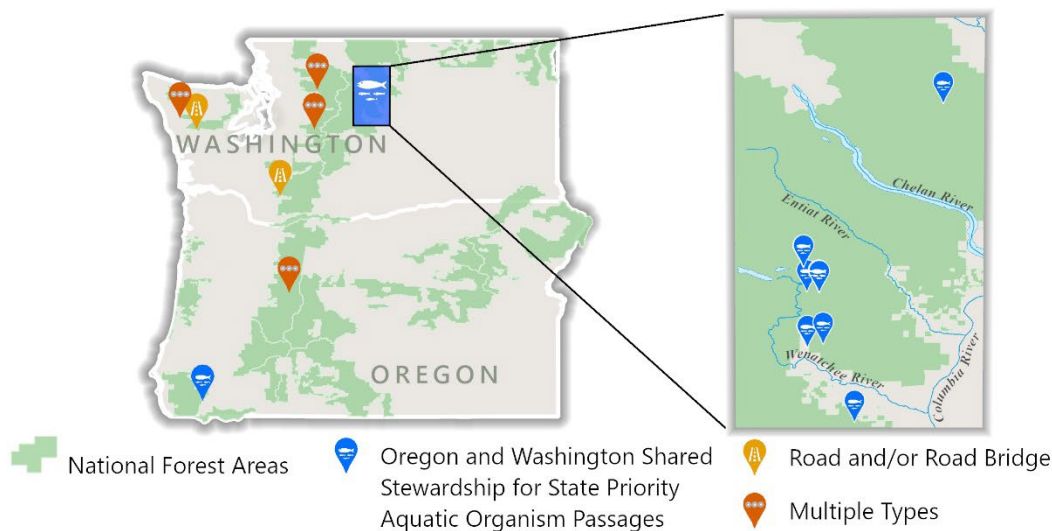 WASHINGTON
OREGON
Chelan River
Entiat River
Wenatchee River
Columbia River
National Forest Areas
Oregon and Washington Shared
Stewardship for State Priority
Aquatic Organism Passages
Road and/or Road Bridge
Multiple Types